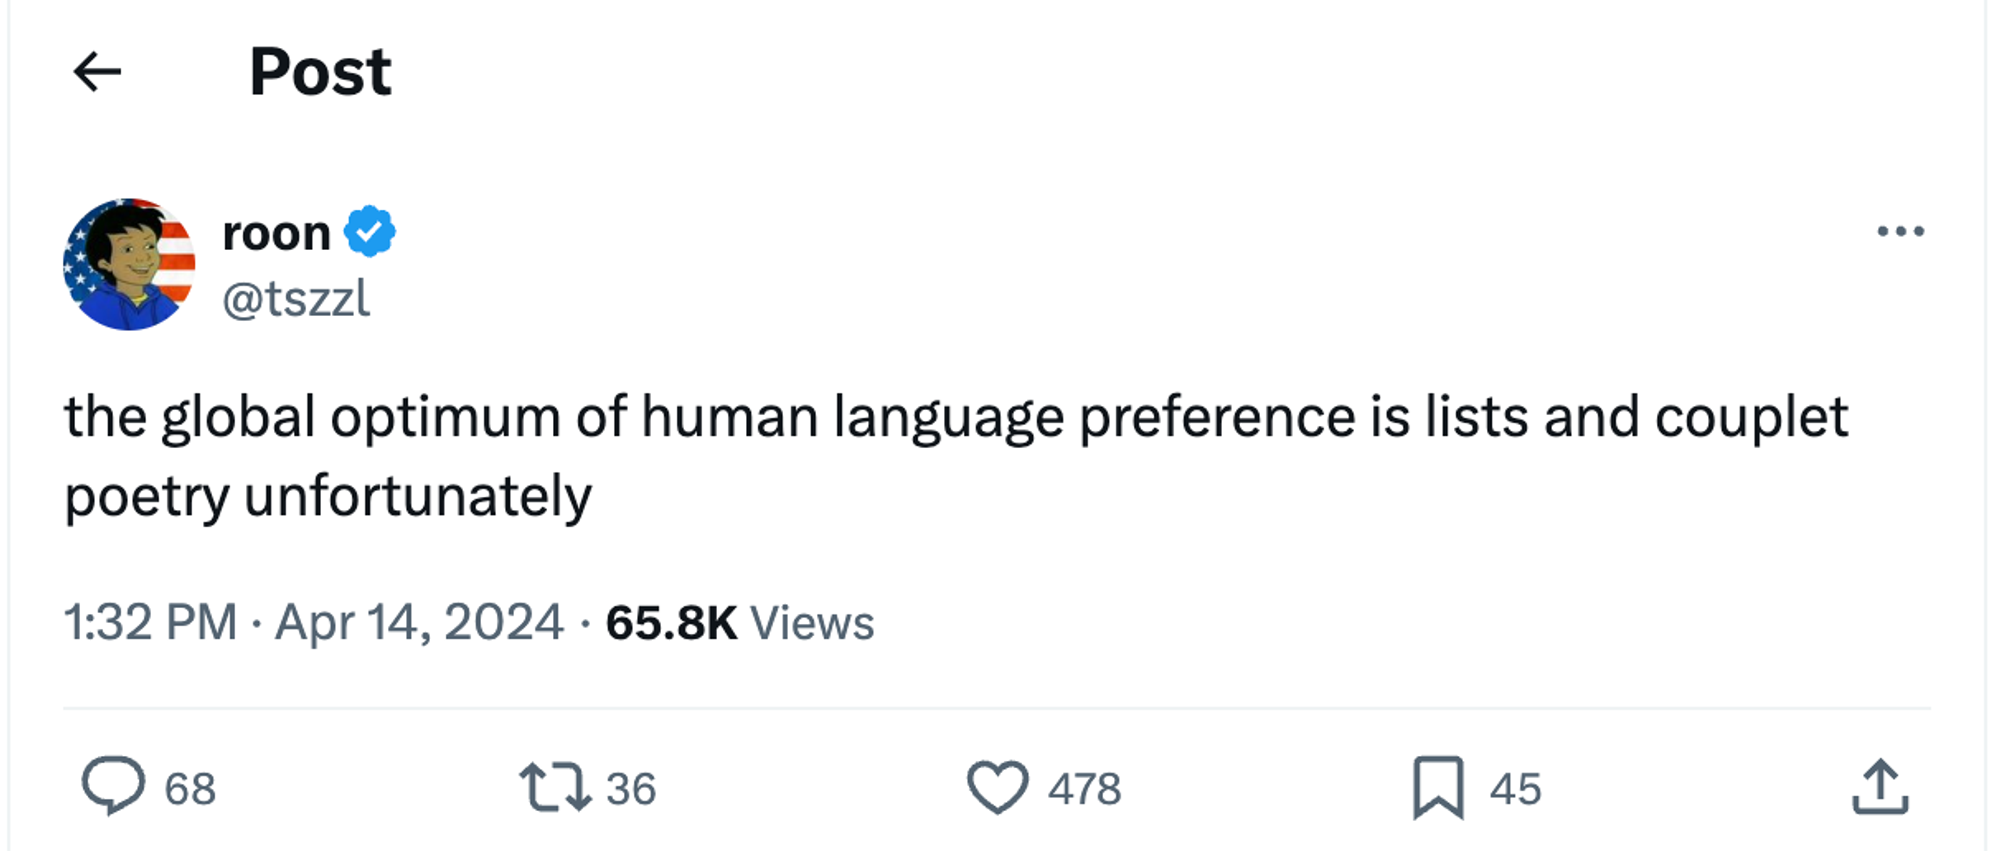 Post
roon
@tszzl
the global optimum of human language preference is lists and couplet
poetry unfortunately
1:32 PM · Apr 14, 2024 · 65.8K Views
68 36 478 45